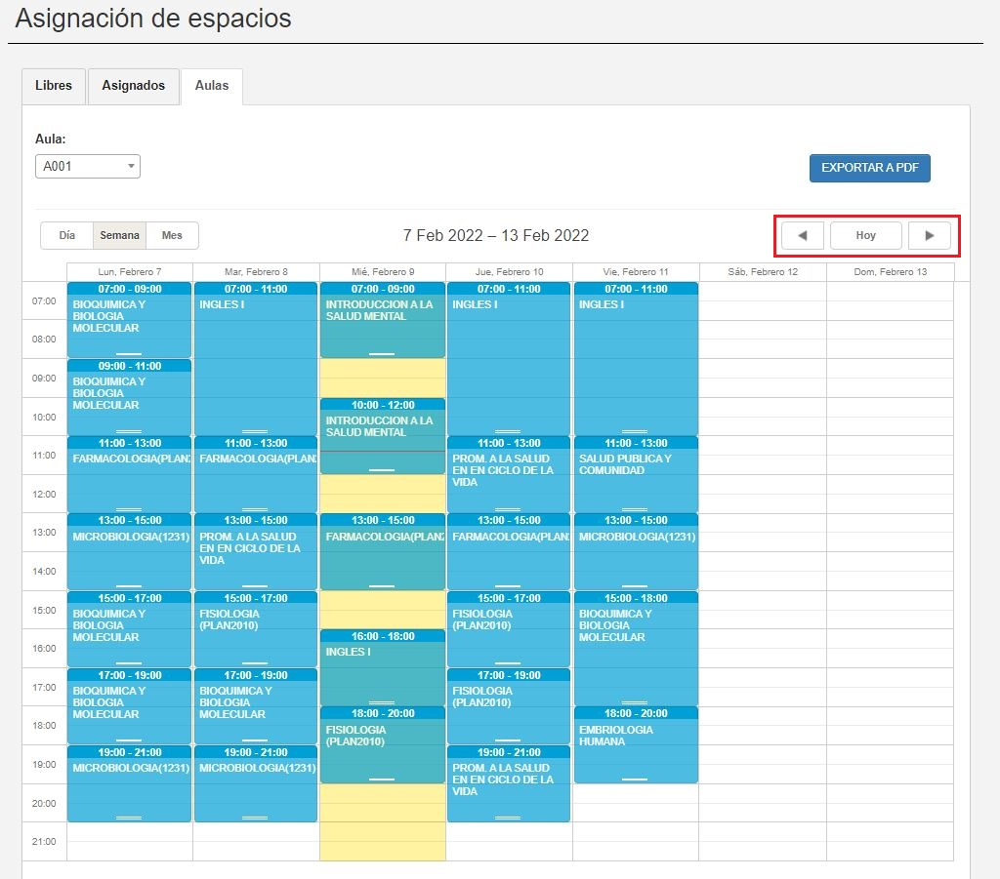 Asignación de espacios
Libres
Asignados
Aulas
Aula:
A001
EXPORTAR A PDF
Día
Semana
Mes
7 Feb 2022 – 13 Feb 2022
Hoy
Lun, Febrero 7
Mar, Febrero 8
Mié, Febrero 9
Jue, Febrero 10
Vie, Febrero 11
Sáb, Febrero 12
Dom, Febrero 13
07:00
08:00
09:00
10:00
11:00
12:00
13:00
14:00
15:00
16:00
17:00
18:00
19:00
20:00
21:00
07:00 - 09:00
BIOQUIMICA Y
BIOLOGIA
MOLECULAR
09:00 - 11:00
BIOQUIMICA Y
BIOLOGIA
MOLECULAR
11:00 - 13:00
FARMACOLOGIA(PLAN
13:00 - 15:00
MICROBIOLOGIA(1231)
15:00 - 17:00
BIOQUIMICA Y
BIOLOGIA
MOLECULAR
17:00 - 19:00
BIOQUIMICA Y
BIOLOGIA
MOLECULAR
19:00 - 21:00
MICROBIOLOGIA(1231)
07:00 - 11:00
INGLES I
11:00 - 13:00
FARMACOLOGIA(PLAN
13:00 - 15:00
PROM. A LA SALUD
EN EN CICLO DE LA
VIDA
15:00 - 17:00
FISIOLOGIA
(PLAN2010)
17:00 - 19:00
BIOQUIMICA Y
BIOLOGIA
MOLECULAR
19:00 - 21:00
MICROBIOLOGIA(1231)
07:00 - 09:00
INTRODUCCION A LA
SALUD MENTAL
10:00 - 12:00
INTRODUCCION A LA
SALUD MENTAL
13:00 - 15:00
FARMACOLOGIA(PLAN
16:00 - 18:00
INGLES I
18:00 - 20:00
FISIOLOGIA
(PLAN2010)
07:00 - 11:00
INGLES I
11:00 - 13:00
PROM. A LA SALUD
EN EN CICLO DE LA
VIDA
13:00 - 15:00
FARMACOLOGIA(PLAN
15:00 - 17:00
FISIOLOGIA
(PLAN2010)
17:00 - 19:00
FISIOLOGIA
(PLAN2010)
19:00 - 21:00
PROM. A LA SALUD
EN EN CICLO DE LA
VIDA
07:00 - 11:00
INGLES I
11:00 - 13:00
SALUD PUBLICA Y
COMUNIDAD
13:00 - 15:00
MICROBIOLOGIA(1231)
15:00 - 18:00
BIOQUIMICA Y
BIOLOGIA
MOLECULAR
18:00 - 20:00
EMBRIOLOGIA
HUMANA